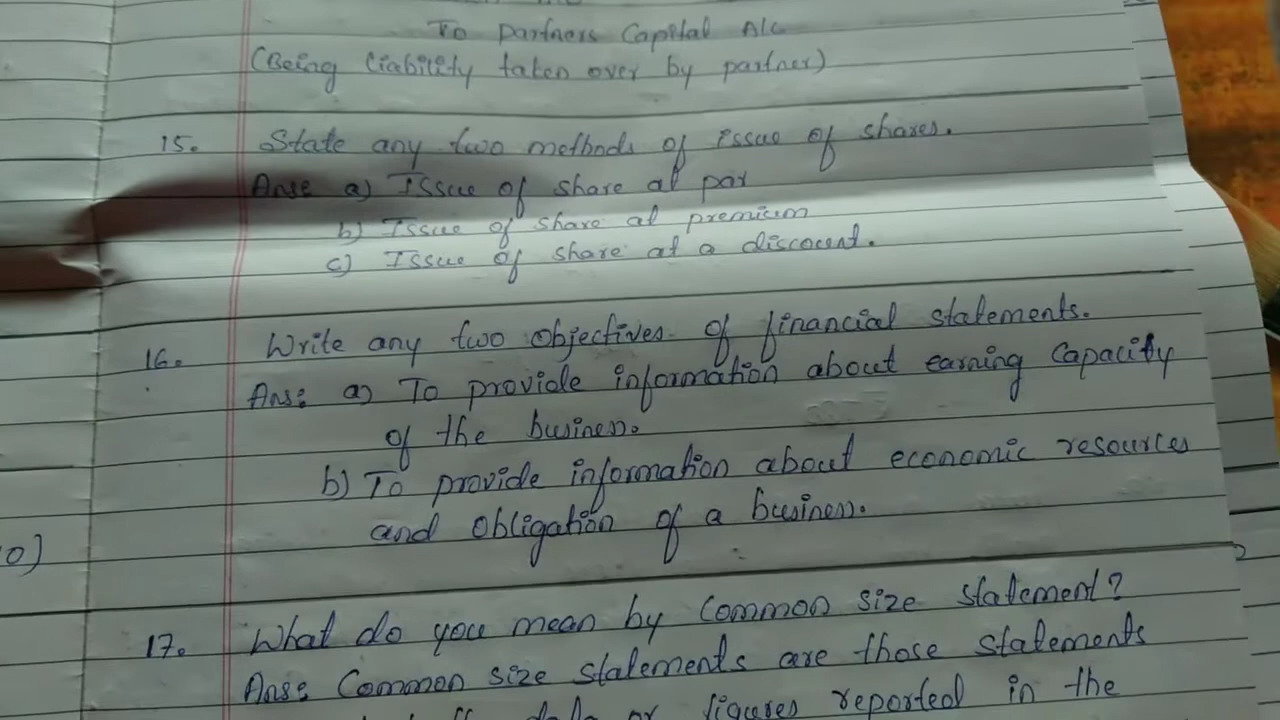 To Partners Capital A/c
(Being liability taken over by partner)
15. State any two methods of issue of shares.
Ans: a) Issue of share at par
b) Issue of share at premium
c) Issue of share at a discount.
16. Write any two objectives of financial statements.
Ans: a) To provide information about earning Capacity
of the business.
b) To provide information about economic resources
and obligation of a business.
0)
17. What do you mean by Common size statement?
Ans: Common size statements are those statements
or figures reported in the